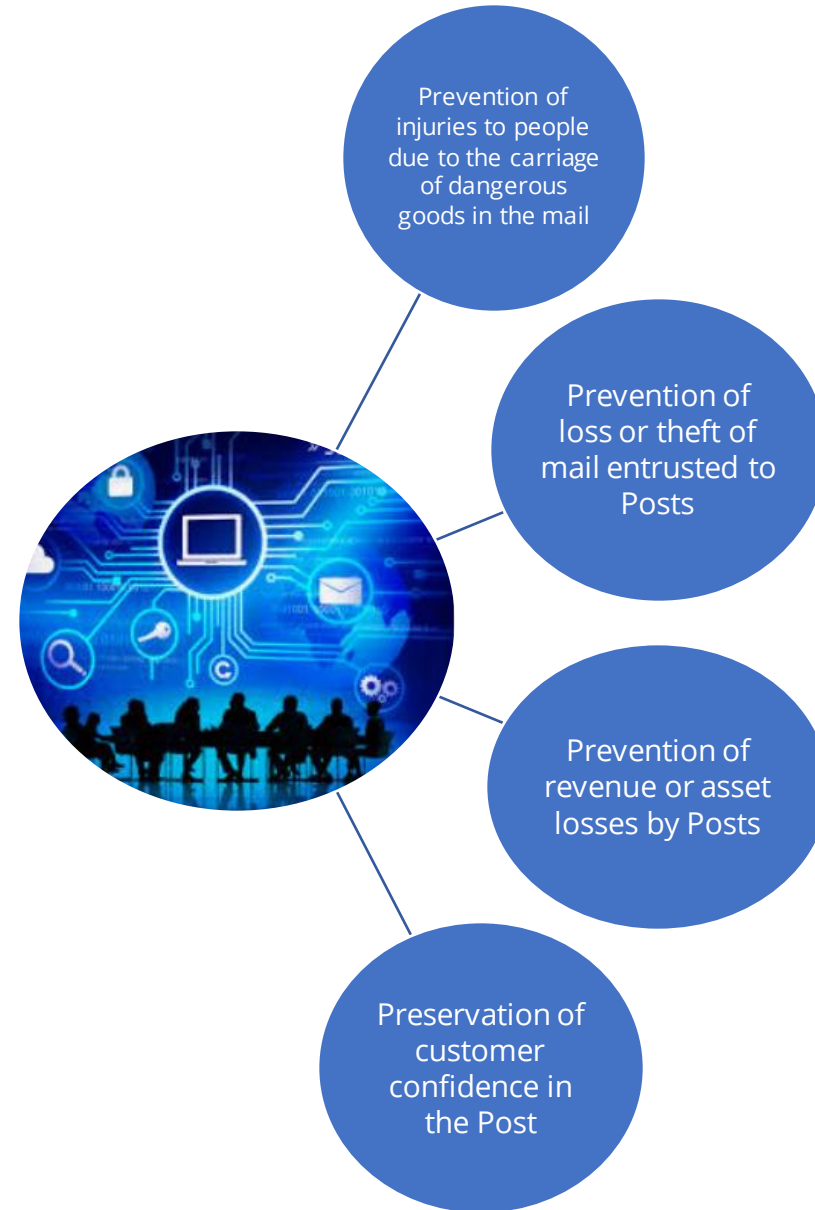 Prevention of
injuries to people
due to the carriage
of dangerous
goods in the mail
Prevention of
loss or theft of
mail entrusted to
Posts
Prevention of
revenue or asset
losses by Posts
Preservation of
customer
confidence in
the Post